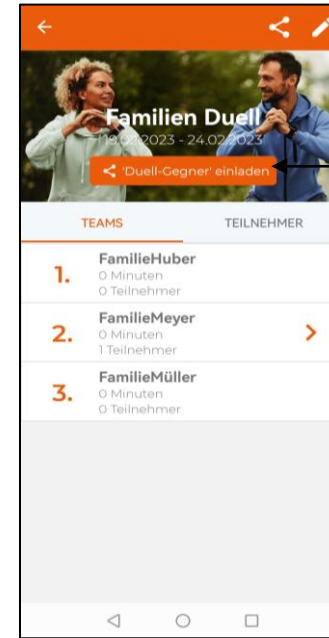 Familien Duell
19.02.2023 - 24.02.2023
'Duell-Gegner' einladen
TEAMS TEILNEHMER
1. FamilieHuber
0 Minuten
0 Teilnehmer
2. FamilieMeyer
0 Minuten
1 Teilnehmer
3. FamilieMüller
0 Minuten
0 Teilnehmer